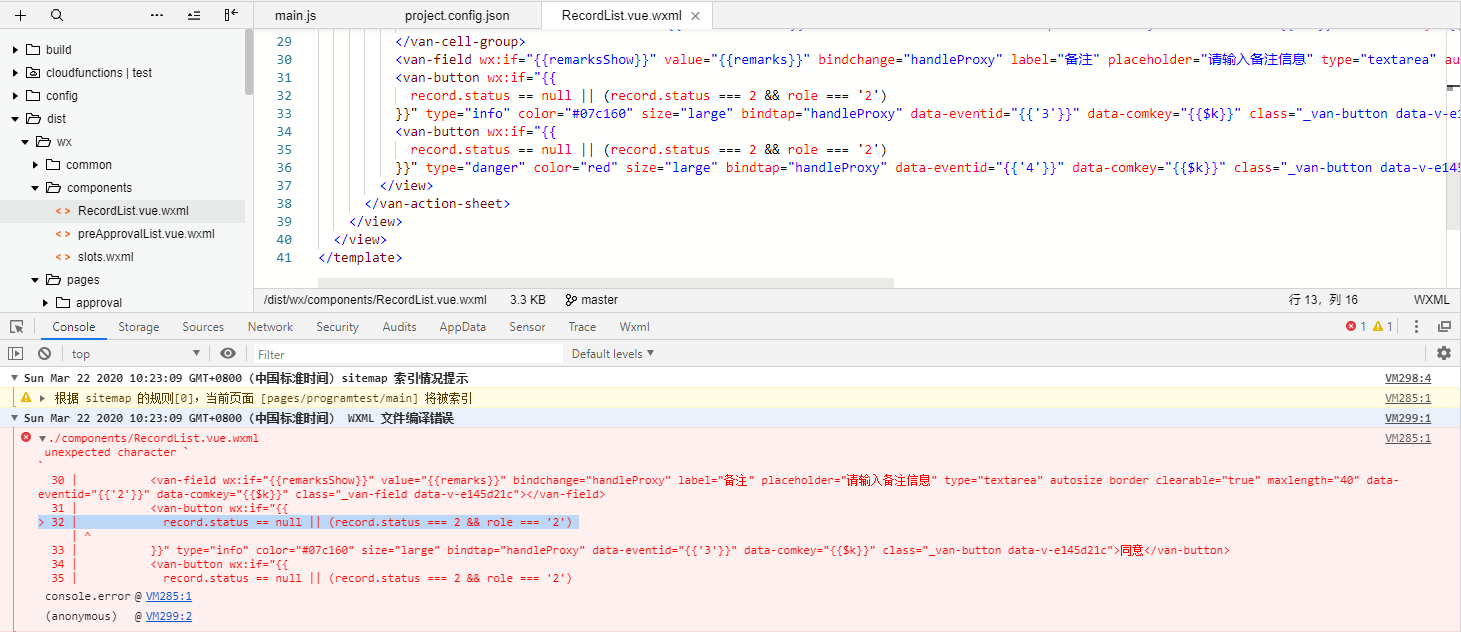 main.js project.config.json RecordList.vue.wxml
build
cloudfunctions | test
config
dist
wx
common
components
RecordList.vue.wxml
preApprovalList.vue.wxml
slots.wxml
pages
approval
29 </van-cell-group>
30 <van-field wx:if="{{remarksShow}}" value="{{remarks}}" bindchange="handleProxy" label="备注" placeholder="请输入备注信息" type="textarea" au
31 <van-button wx:if="{{
32 record.status == null || (record.status === 2 && role === '2')
33 }}" type="info" color="#07c160" size="large" bindtap="handleProxy" data-eventid="{{'3'}}" data-comkey="{{$k}}" class="_van-button data-v-e1
34 <van-button wx:if="{{
35 record.status == null || (record.status === 2 && role === '2')
36 }}" type="danger" color="red" size="large" bindtap="handleProxy" data-eventid="{{'4'}}" data-comkey="{{$k}}" class="_van-button data-v-e145
37 </view>
38 </van-action-sheet>
39 </view>
40 </view>
41 </template>
/dist/wx/components/RecordList.vue.wxml 3.3 KB master 行 13，列 16 WXML
Console Storage Sources Network Security Audits AppData Sensor Trace Wxml 1 1
top Filter Default levels
Sun Mar 22 2020 10:23:09 GMT+0800 (中国标准时间) sitemap 索引情况提示 VM298:4
根据 sitemap 的规则[0]，当前页面 [pages/programtest/main] 将被索引 VM285:1
Sun Mar 22 2020 10:23:09 GMT+0800 (中国标准时间) WXML 文件编译错误 VM299:1
./components/RecordList.vue.wxml VM285:1
unexpected character `
`
30 | <van-field wx:if="{{remarksShow}}" value="{{remarks}}" bindchange="handleProxy" label="备注" placeholder="请输入备注信息" type="textarea" autosize border clearable="true" maxlength="40" data-
eventid="{{'2'}}" data-comkey="{{$k}}" class="_van-field data-v-e145d21c"></van-field>
31 | <van-button wx:if="{{
> 32 | record.status == null || (record.status === 2 && role === '2')
| ^
33 | }}" type="info" color="#07c160" size="large" bindtap="handleProxy" data-eventid="{{'3'}}" data-comkey="{{$k}}" class="_van-button data-v-e145d21c">同意</van-button>
34 | <van-button wx:if="{{
35 | record.status == null || (record.status === 2 && role === '2')
console.error @ VM285:1
(anonymous) @ VM299:2